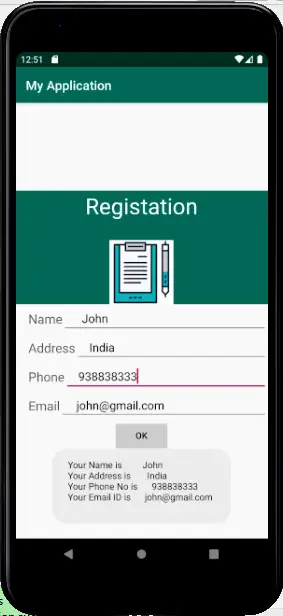 12:51
My Application
Registation
Name John
Address India
Phone 938838333
Email john@gmail.com
OK
Your Name is John
Your Address is India
Your Phone No is 938838333
Your Email ID is john@gmail.com